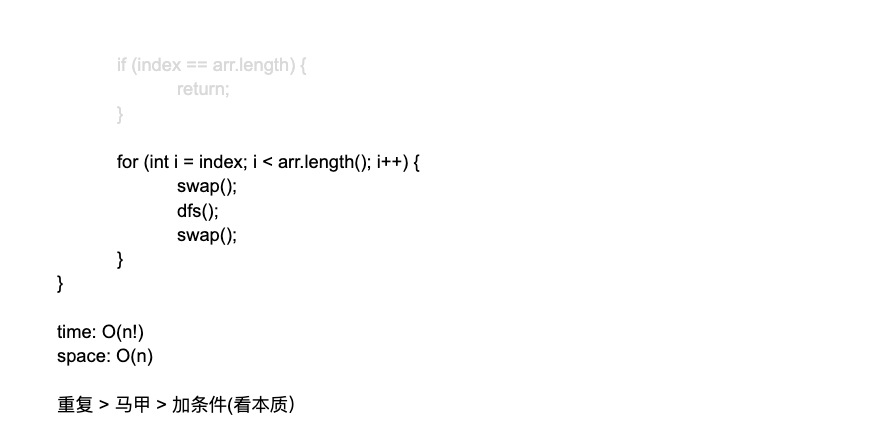 if (index == arr.length) {
return;
}
for (int i = index; i < arr.length(); i++) {
swap();
dfs();
swap();
}
}
time: O(n!)
space: O(n)
重复 > 马甲 > 加条件(看本质)